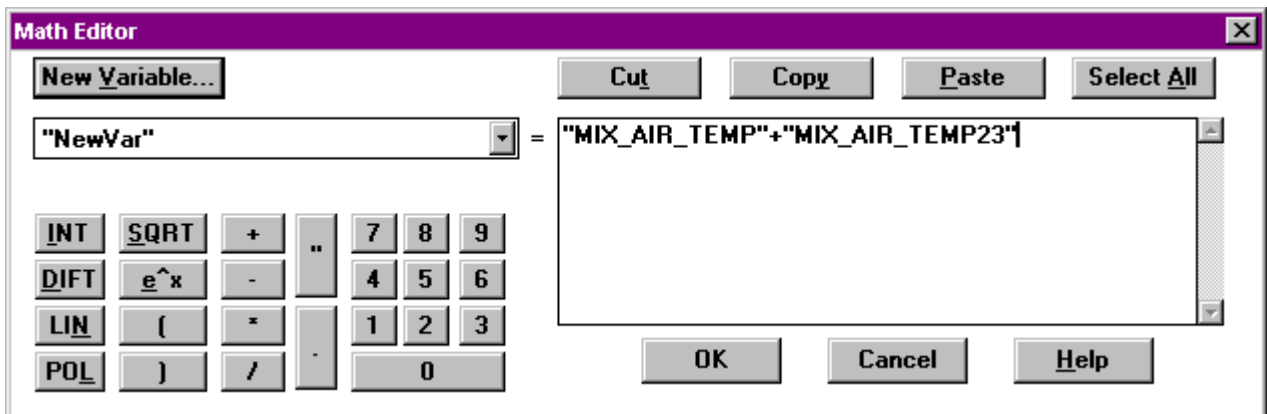 Math Editor
New Variable... Cut Copy Paste Select All
"NewVar" = "MIX_AIR_TEMP"+"MIX_AIR_TEMP23"
INT SQRT + " 7 8 9
DIFT e^x - 4 5 6
LIN ( * . 1 2 3
POL ) / 0
OK Cancel Help